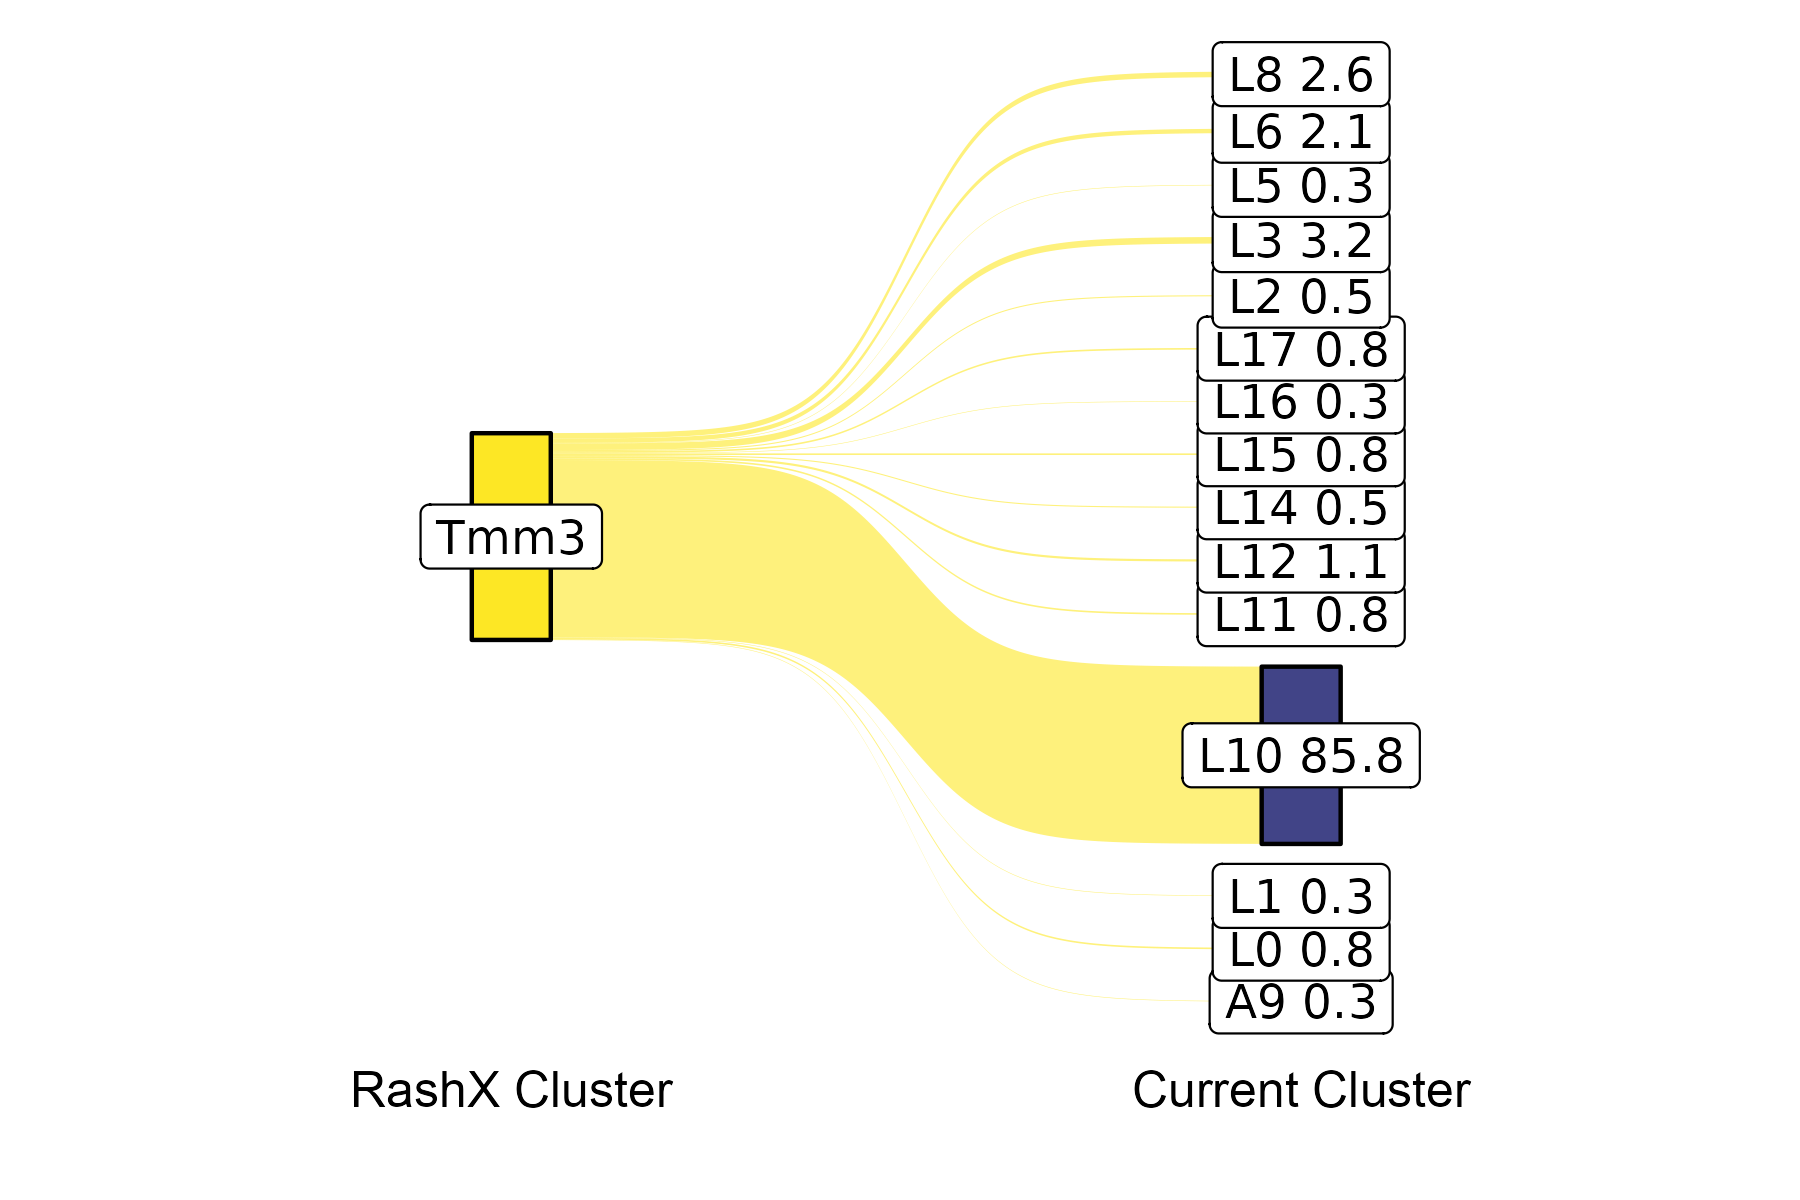 L8 2.6
L6 2.1
L5 0.3
L3 3.2
L2 0.5
L17 0.8
L16 0.3
L15 0.8
L14 0.5
Tmm3
L12 1.1
L11 0.8
L10 85.8
L1 0.3
L0 0.8
A9 0.3
RashX Cluster
Current Cluster